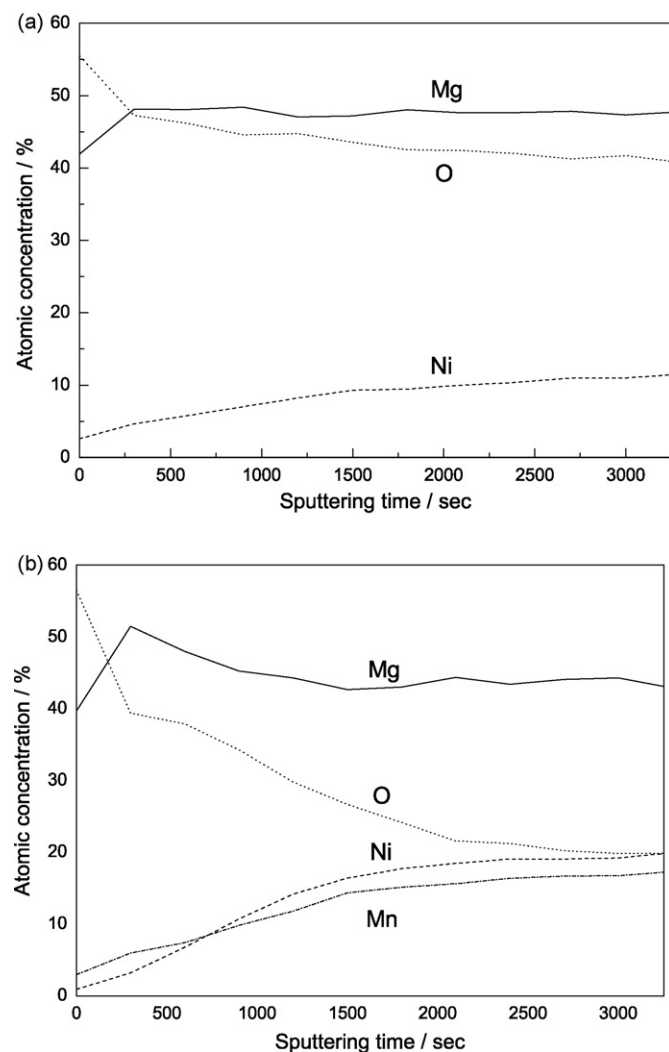 (a)
60
50
40
30
20
10
0
Atomic concentration / %
Mg
O
Ni
0 500 1000 1500 2000 2500 3000
Sputtering time / sec
(b)
60
50
40
30
20
10
0
Atomic concentration / %
Mg
O
Ni
Mn
0 500 1000 1500 2000 2500 3000
Sputtering time / sec